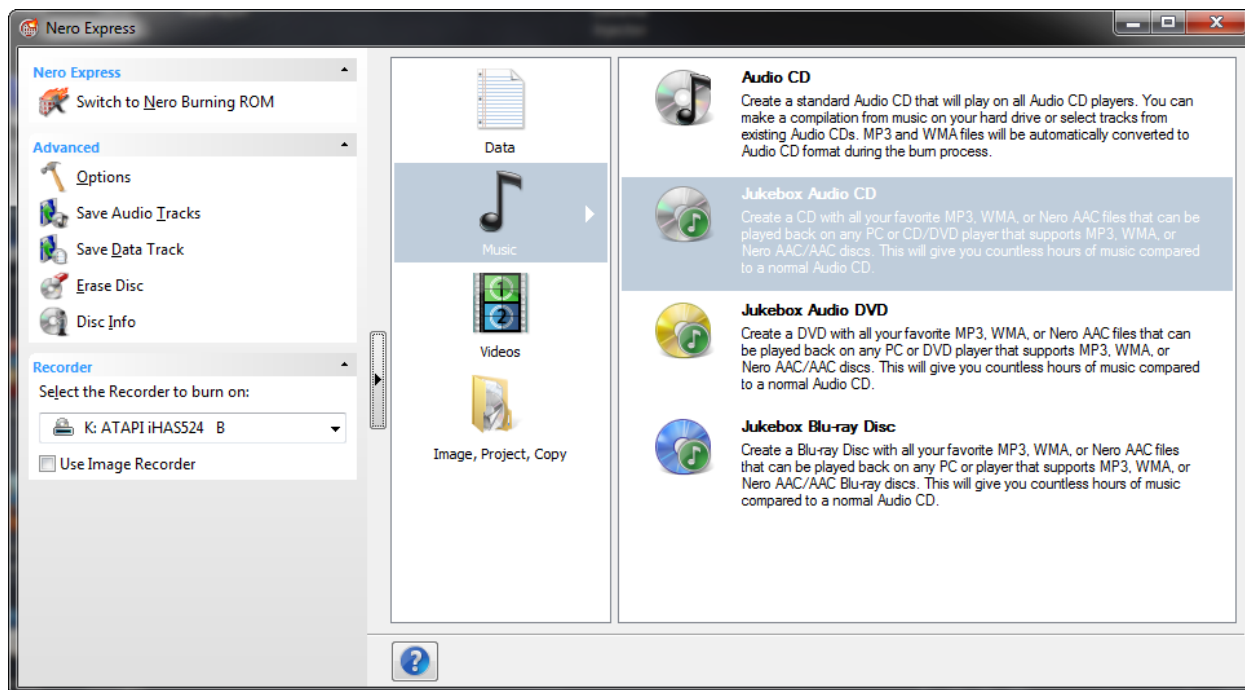 Nero Express
Nero Express
Switch to Nero Burning ROM
Advanced
Options
Save Audio Tracks
Save Data Track
Erase Disc
Disc Info
Recorder
Select the Recorder to burn on:
K: ATAPI iHAS524 B
Use Image Recorder
Data
Music
1
2
Videos
Image, Project, Copy
Audio CD
Create a standard Audio CD that will play on all Audio CD players. You can
make a compilation from music on your hard drive or select tracks from
existing Audio CDs. MP3 and WMA files will be automatically converted to
Audio CD format during the burn process.
Jukebox Audio CD
Create a CD with all your favorite MP3, WMA, or Nero AAC files that can be
played back on any PC or CD/DVD player that supports MP3, WMA, or
Nero AAC/AAC discs. This will give you countless hours of music compared
to a normal Audio CD.
Jukebox Audio DVD
Create a DVD with all your favorite MP3, WMA, or Nero AAC files that can
be played back on any PC or DVD player that supports MP3, WMA, or
Nero AAC/AAC discs. This will give you countless hours of music compared
to a normal Audio CD.
Jukebox Blu-ray Disc
Create a Blu-ray Disc with all your favorite MP3, WMA, or Nero AAC files
that can be played back on any PC or player that supports MP3, WMA, or
Nero AAC/AAC Blu-ray discs. This will give you countless hours of music
compared to a normal Audio CD.
?